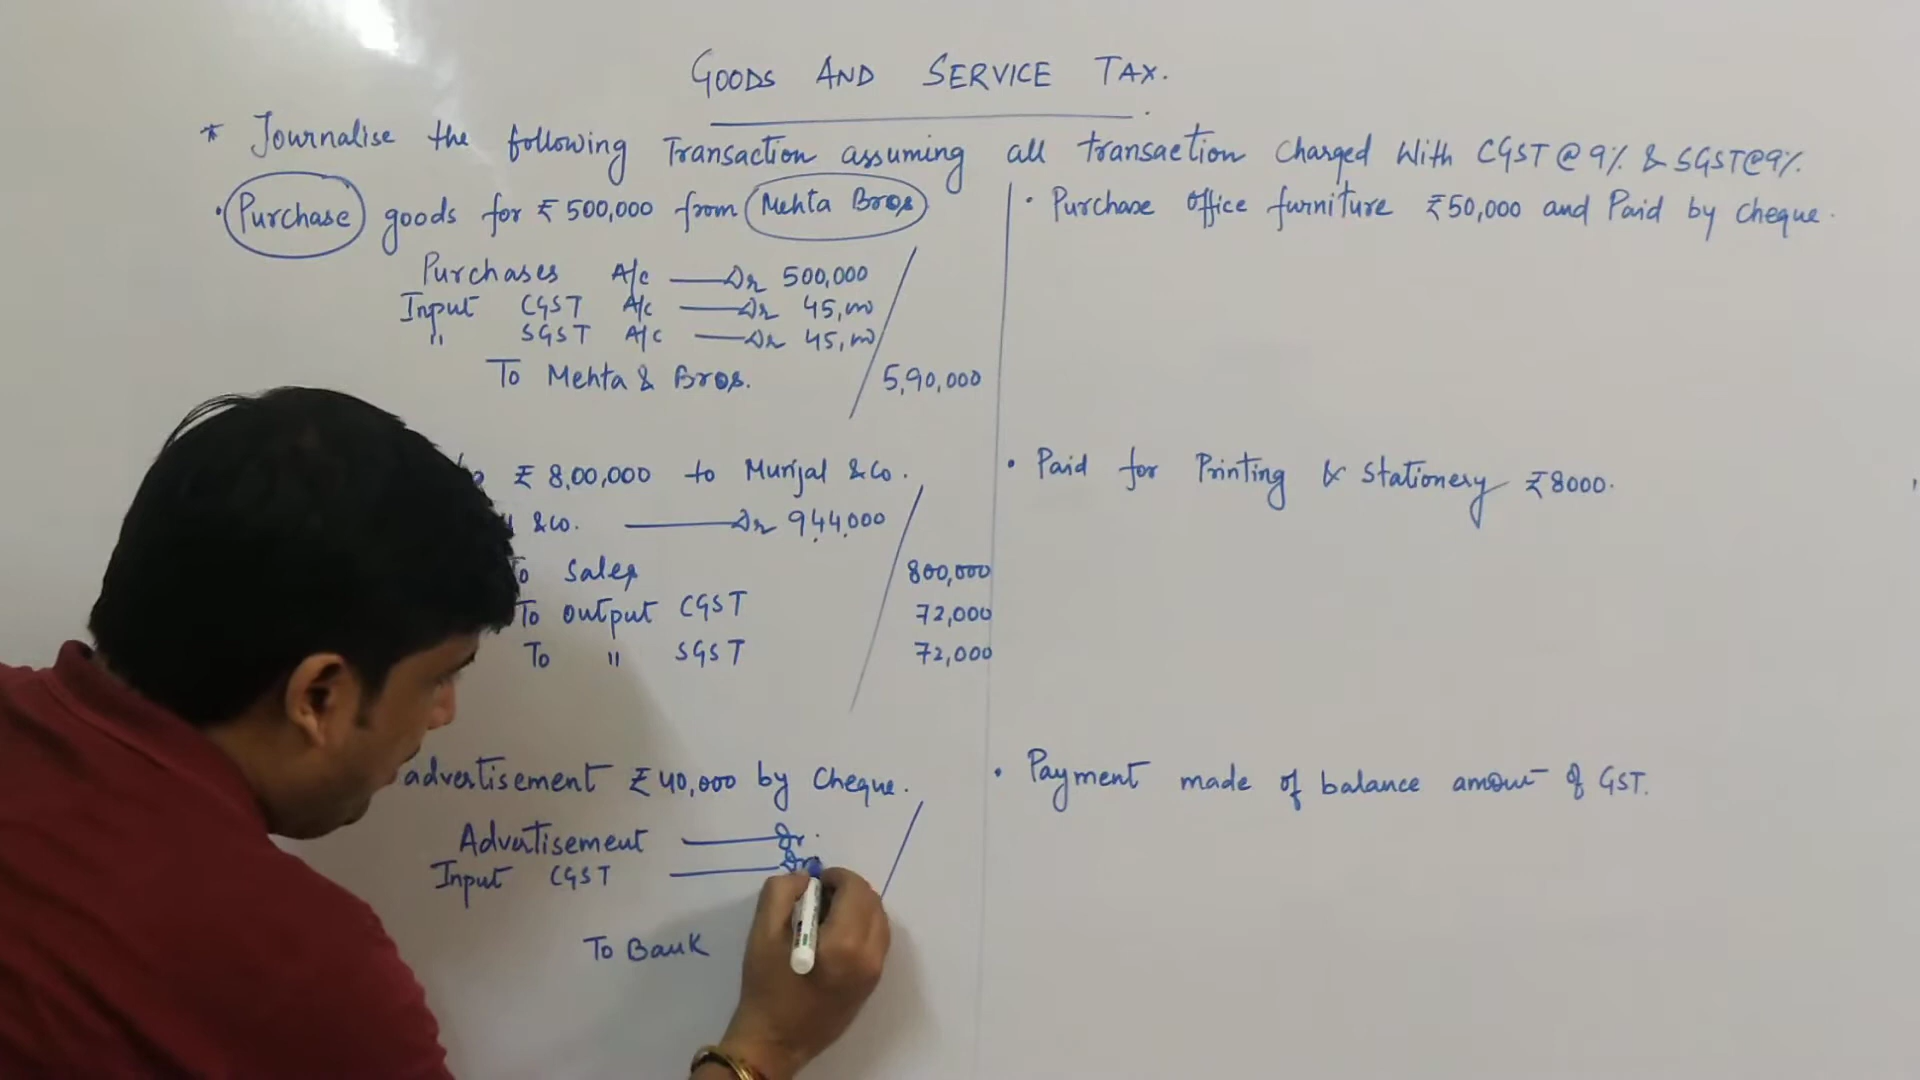 GOODS AND SERVICE TAX.
* Journalise the following Transaction assuming all transaction charged with CGST @ 9% & SGST@9%.
• Purchase goods for ₹ 500,000 from Mehta Bros
Purchases A/c Dr 500,000
Input CGST A/c Dr 45,000
" SGST A/c Dr 45,000
To Mehta & Bros. 5,90,000
₹ 8,00,000 to Munjal & Co.
& Co. Dr 944,000
To Sales 800,000
To output CGST 72,000
To " SGST 72,000
advertisement ₹ 40,000 by Cheque.
Advertisement Dr.
Input CGST Dr
To Bank
• Purchase office furniture ₹50,000 and Paid by cheque.
• Paid for Printing & Stationery ₹8000.
• Payment made of balance amount of GST.